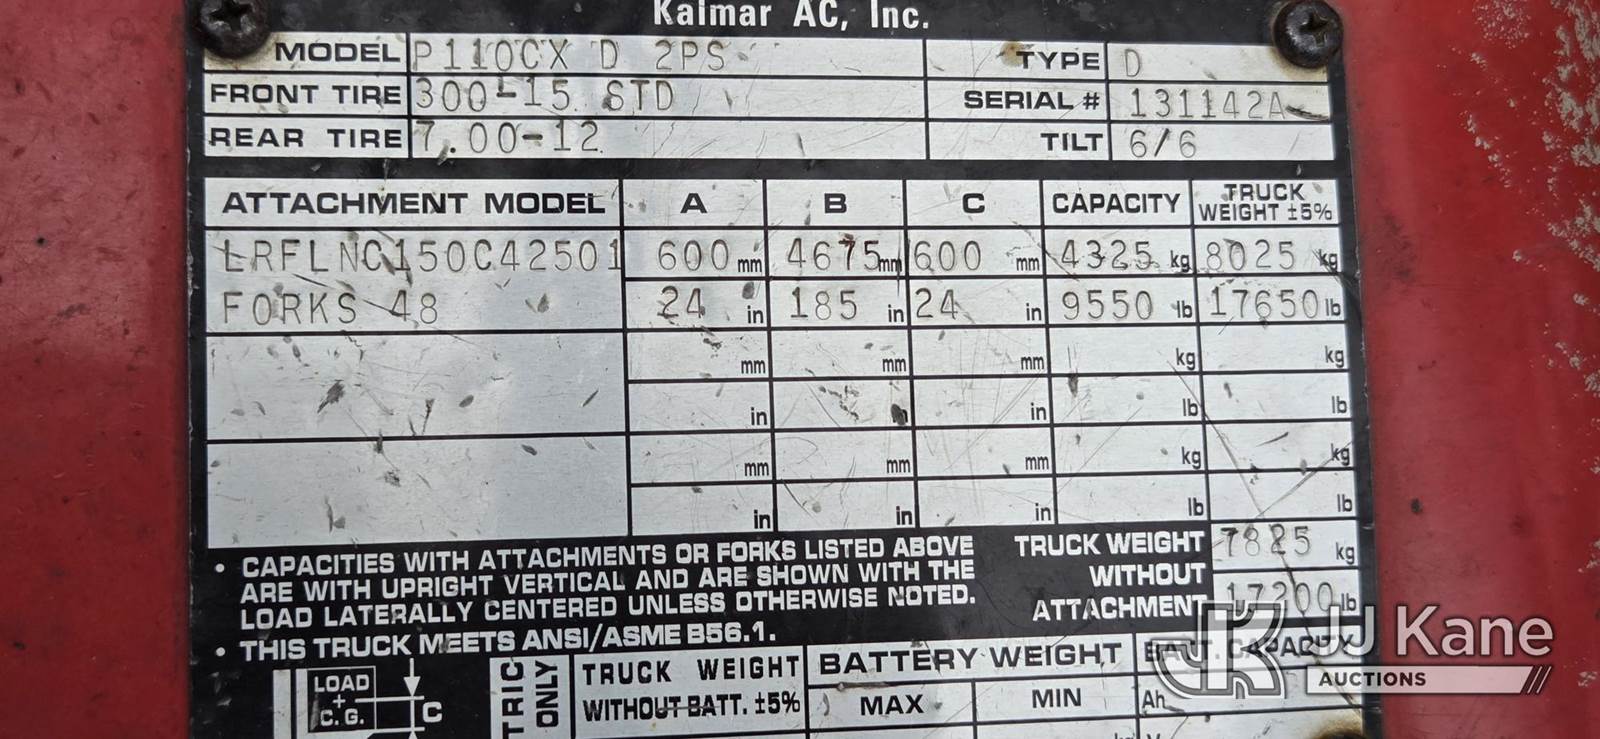 Kalmar AC, Inc.
MODEL P110CX D 2PS TYPE D
FRONT TIRE 300-15 STD SERIAL # 131142A
REAR TIRE 7.00-12 TILT 6/6
ATTACHMENT MODEL A B C CAPACITY TRUCK WEIGHT ±5%
LRFLNC150C42501 600 mm 4675 mm 600 mm 4325 kg 8025 kg
FORKS 48 24 in 185 in 24 in 9550 lb 17650 lb
mm mm mm kg kg
in in in lb lb
mm mm mm kg kg
in in in lb lb
• CAPACITIES WITH ATTACHMENTS OR FORKS LISTED ABOVE
ARE WITH UPRIGHT VERTICAL AND ARE SHOWN WITH THE
LOAD LATERALLY CENTERED UNLESS OTHERWISE NOTED.
• THIS TRUCK MEETS ANSI/ASME B56.1.
TRUCK WEIGHT 7825 kg
WITHOUT
ATTACHMENT 17200 lb
LOAD
+
C.G.
C
TRIC
ONLY
TRUCK WEIGHT
WITHOUT BATT. ±5%
BATTERY WEIGHT
MAX MIN
BATT. CAPACITY
Ah
JK JJ Kane
AUCTIONS